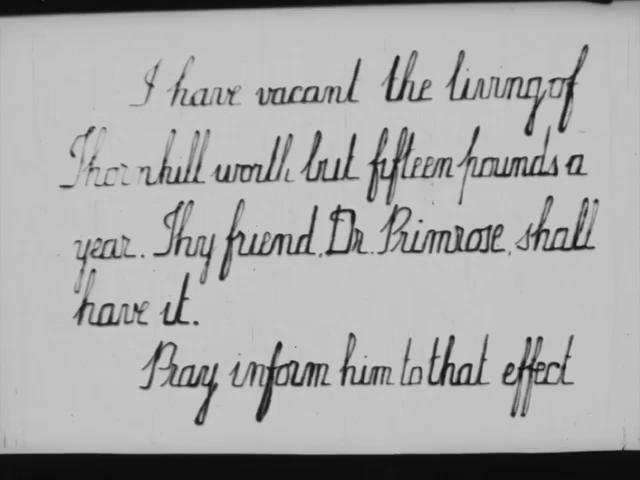 I have vacant the living of
Thornhill worth but fifteen pounds a
year. Thy friend, Dr. Primrose, shall
have it.
Pray inform him to that effect